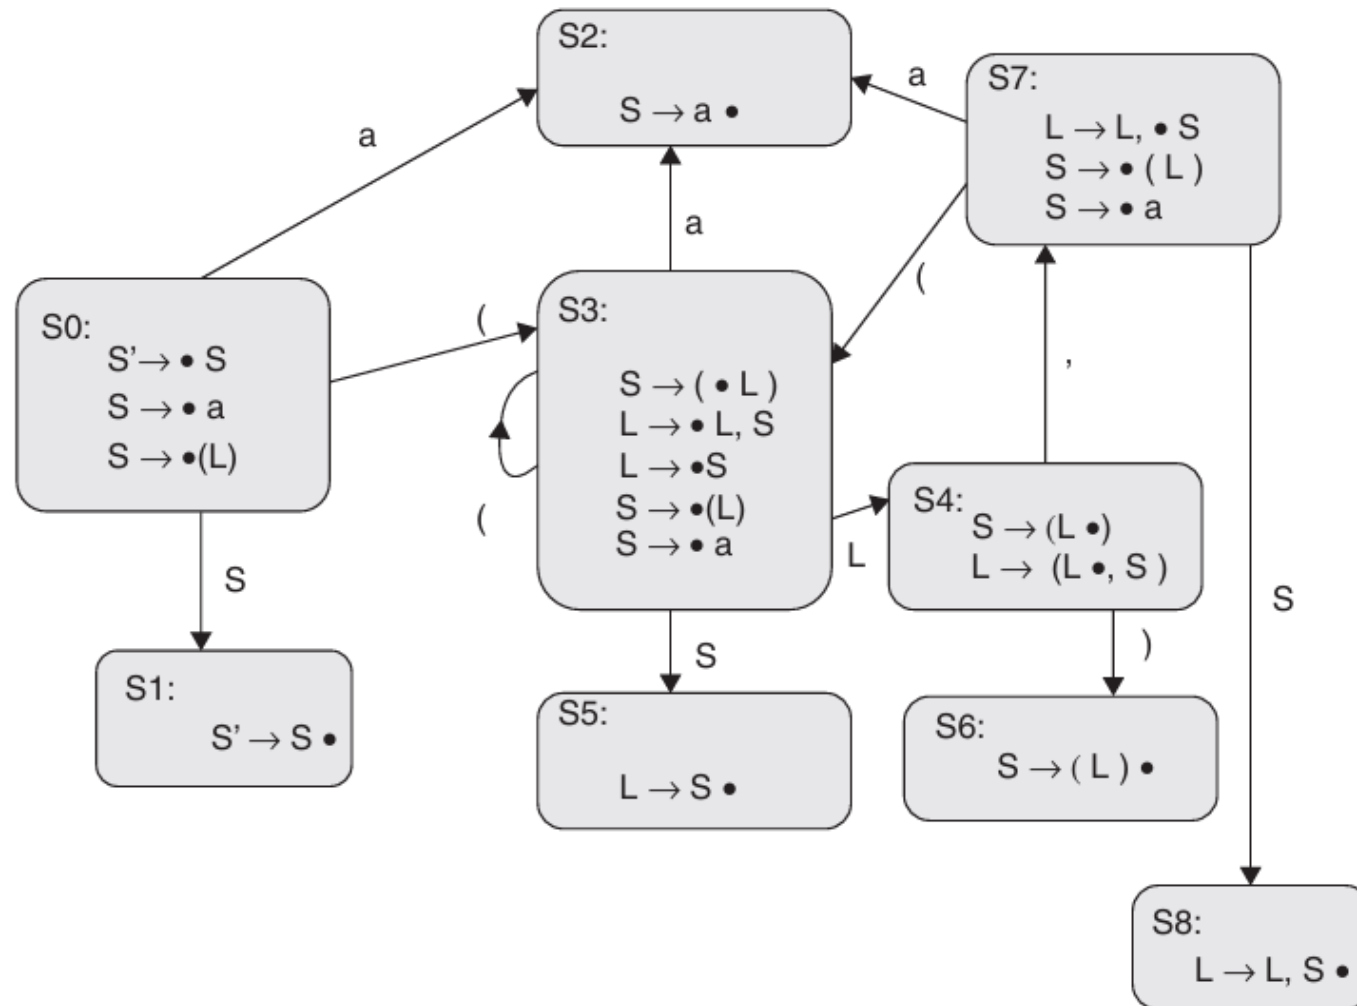 S2:
S → a •
S7:
L → L, • S
S → • ( L )
S → • a
a
a
a
(
S0:
S' → • S
S → • a
S → •(L)
(
S3:
S → ( • L )
L → • L, S
L → •S
S → •(L)
S → • a
(
,
L
S4:
S → (L •)
L → (L •, S )
S
S
)
S
S1:
S' → S •
S5:
L → S •
S6:
S → ( L ) •
S8:
L → L, S •